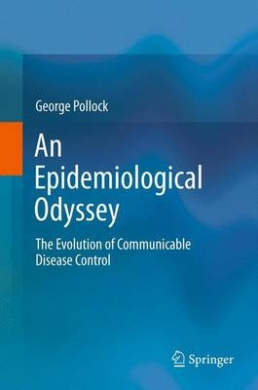 George Pollock
An
Epidemiological
Odyssey
The Evolution of Communicable
Disease Control
Springer